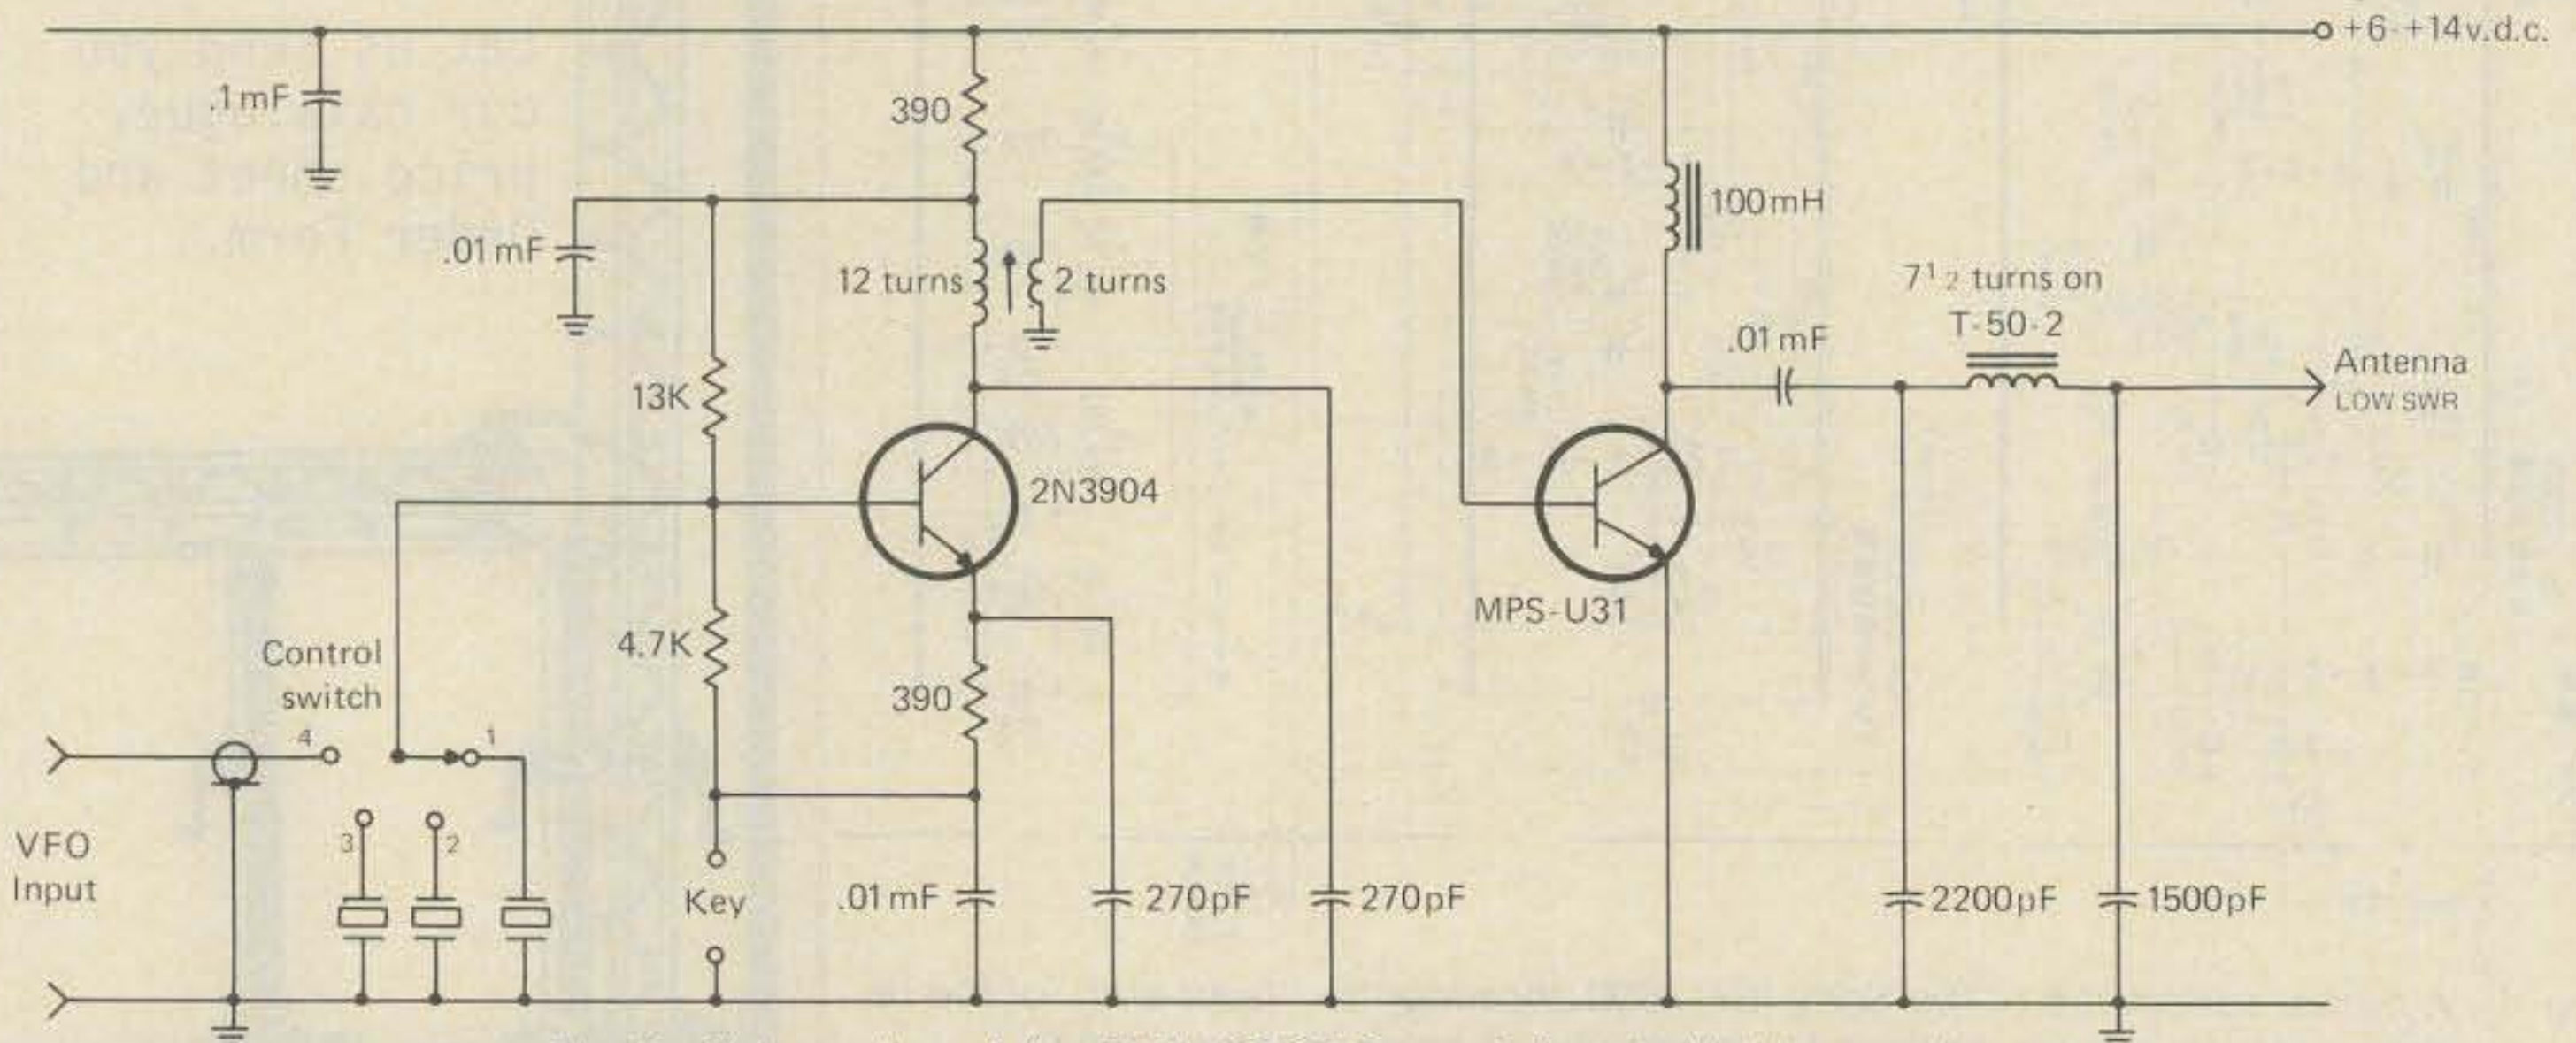 +6-+14v.d.c.
.1mF
390
.01mF
12 turns
2 turns
100mH
7 1/2 turns on
T-50-2
.01mF
Antenna
LOW SWR
13K
2N3904
MPS-U31
4.7K
390
Control
switch
4
1
3
2
VFO
Input
Key
.01mF
270pF
270pF
2200pF
1500pF